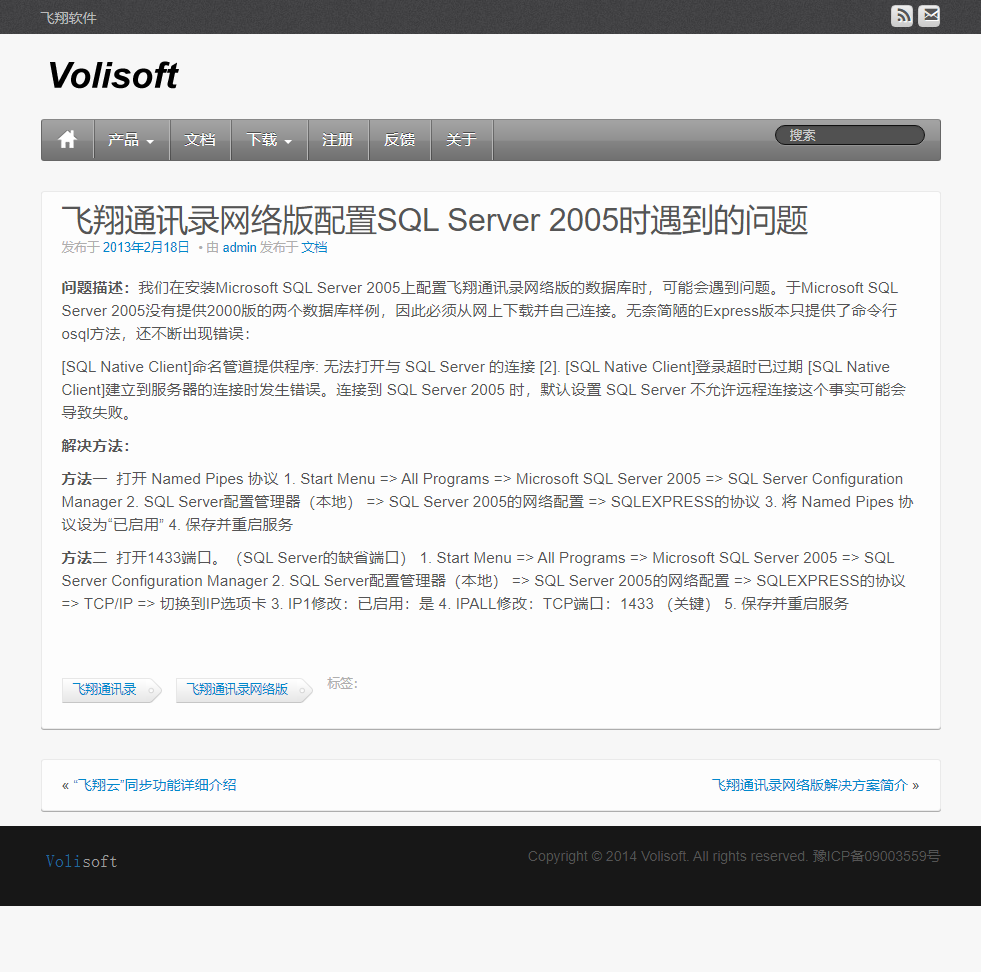 飞翔软件
Volisoft
产品
文档
下载
注册
反馈
关于
搜索
飞翔通讯录网络版配置SQL Server 2005时遇到的问题
发布于 2013年2月18日 • 由 admin 发布于 文档
问题描述：我们在安装Microsoft SQL Server 2005上配置飞翔通讯录网络版的数据库时，可能会遇到问题。于Microsoft SQL
Server 2005没有提供2000版的两个数据库样例，因此必须从网上下载并自己连接。无奈简陋的Express版本只提供了命令行
osql方法，还不断出现错误：
[SQL Native Client]命名管道提供程序: 无法打开与 SQL Server 的连接 [2]. [SQL Native Client]登录超时已过期 [SQL Native
Client]建立到服务器的连接时发生错误。连接到 SQL Server 2005 时，默认设置 SQL Server 不允许远程连接这个事实可能会
导致失败。
解决方法：
方法一 打开 Named Pipes 协议 1. Start Menu => All Programs => Microsoft SQL Server 2005 => SQL Server Configuration
Manager 2. SQL Server配置管理器（本地） => SQL Server 2005的网络配置 => SQLEXPRESS的协议 3. 将 Named Pipes 协
议设为“已启用” 4. 保存并重启服务
方法二 打开1433端口。（SQL Server的缺省端口） 1. Start Menu => All Programs => Microsoft SQL Server 2005 => SQL
Server Configuration Manager 2. SQL Server配置管理器（本地） => SQL Server 2005的网络配置 => SQLEXPRESS的协议
=> TCP/IP => 切换到IP选项卡 3. IP1修改：已启用：是 4. IPALL修改：TCP端口：1433 （关键） 5. 保存并重启服务
飞翔通讯录
飞翔通讯录网络版
标签:
« “飞翔云”同步功能详细介绍
飞翔通讯录网络版解决方案简介 »
Volisoft
Copyright © 2014 Volisoft. All rights reserved. 豫ICP备09003559号